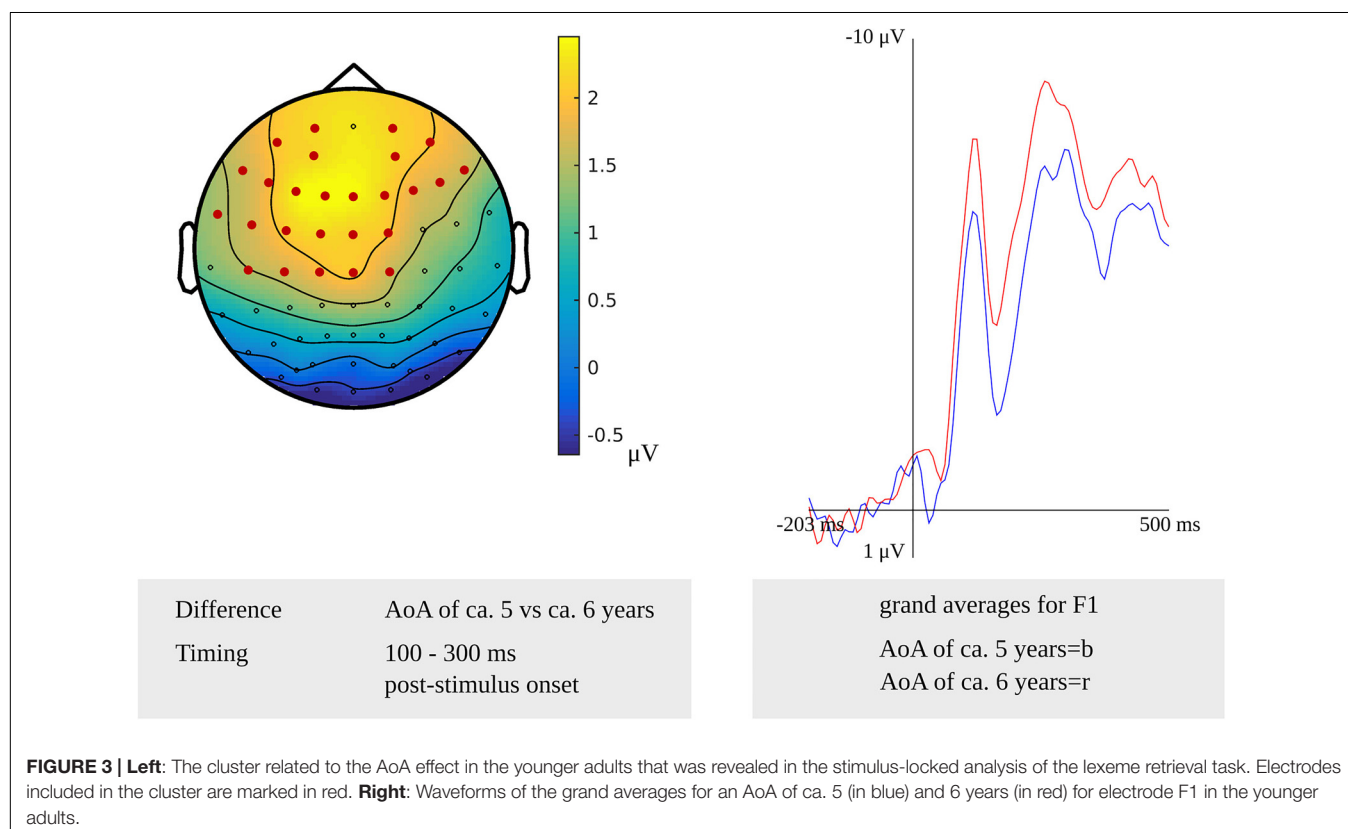 -10 μV
2
1.5
1
0.5
0
-0.5
μV
-203 ms
500 ms
1 μV
Difference AoA of ca. 5 vs ca. 6 years
Timing 100 - 300 ms
post-stimulus onset
grand averages for F1
AoA of ca. 5 years=b
AoA of ca. 6 years=r
FIGURE 3 | Left: The cluster related to the AoA effect in the younger adults that was revealed in the stimulus-locked analysis of the lexeme retrieval task. Electrodes
included in the cluster are marked in red. Right: Waveforms of the grand averages for an AoA of ca. 5 (in blue) and 6 years (in red) for electrode F1 in the younger
adults.